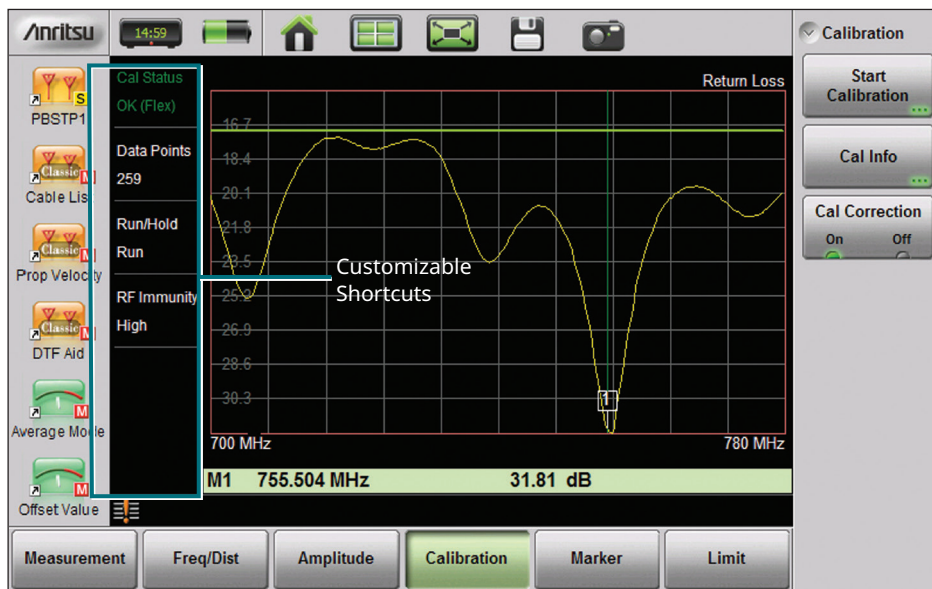 Anritsu
14:59
PBSTP1
S
Classic
M
Cable Lis
Classic
M
Prop Velocity
Classic
M
DTF Aid
M
Average Mode
M
Offset Value
Cal Status
OK (Flex)
Data Points
259
Run/Hold
Run
RF Immunity
High
Return Loss
16.7
18.4
20.1
21.8
23.5
25.2
26.9
28.6
30.3
1
700 MHz
780 MHz
Customizable
Shortcuts
M1 755.504 MHz 31.81 dB
Calibration
Start
Calibration
Cal Info
Cal Correction
On Off
Measurement
Freq/Dist
Amplitude
Calibration
Marker
Limit